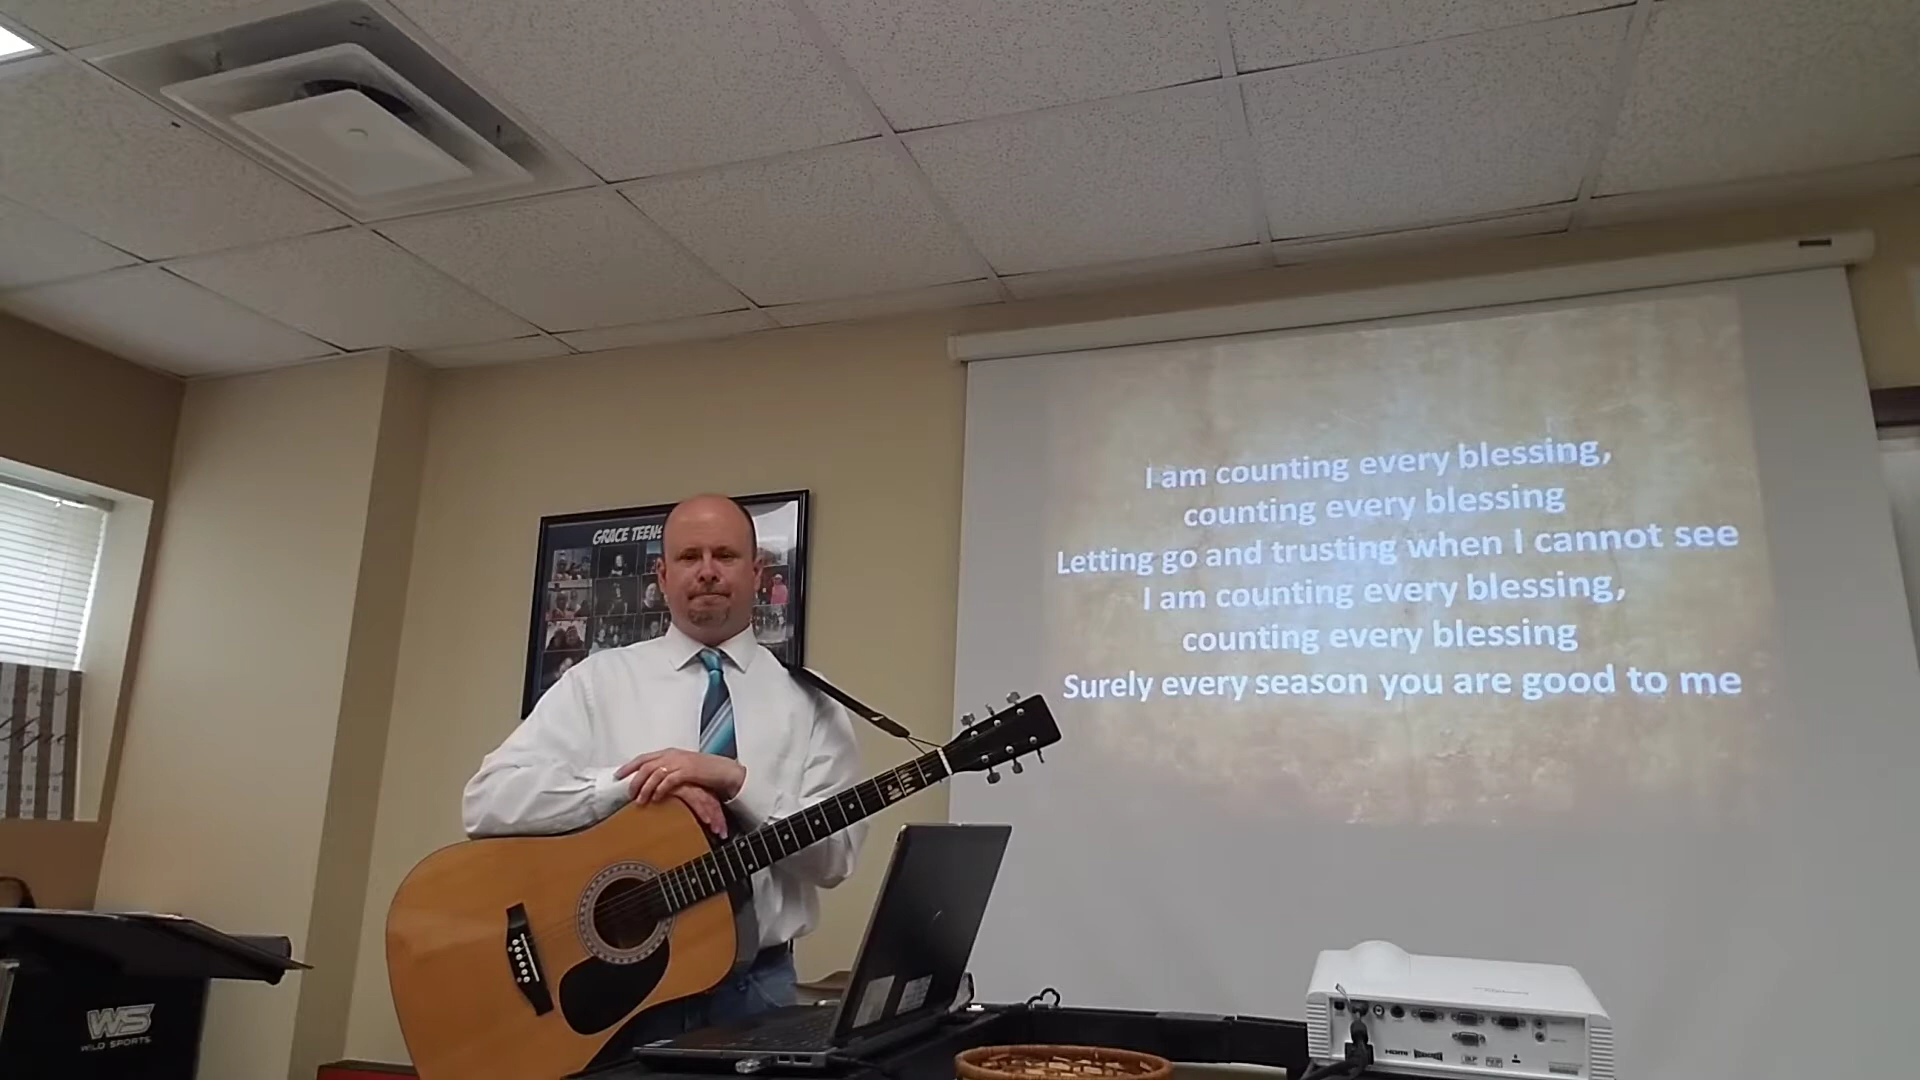 GRACE TEENS
I am counting every blessing,
counting every blessing
Letting go and trusting when I cannot see
I am counting every blessing,
counting every blessing
Surely every season you are good to me
WS
WILD SPORTS
HDMI